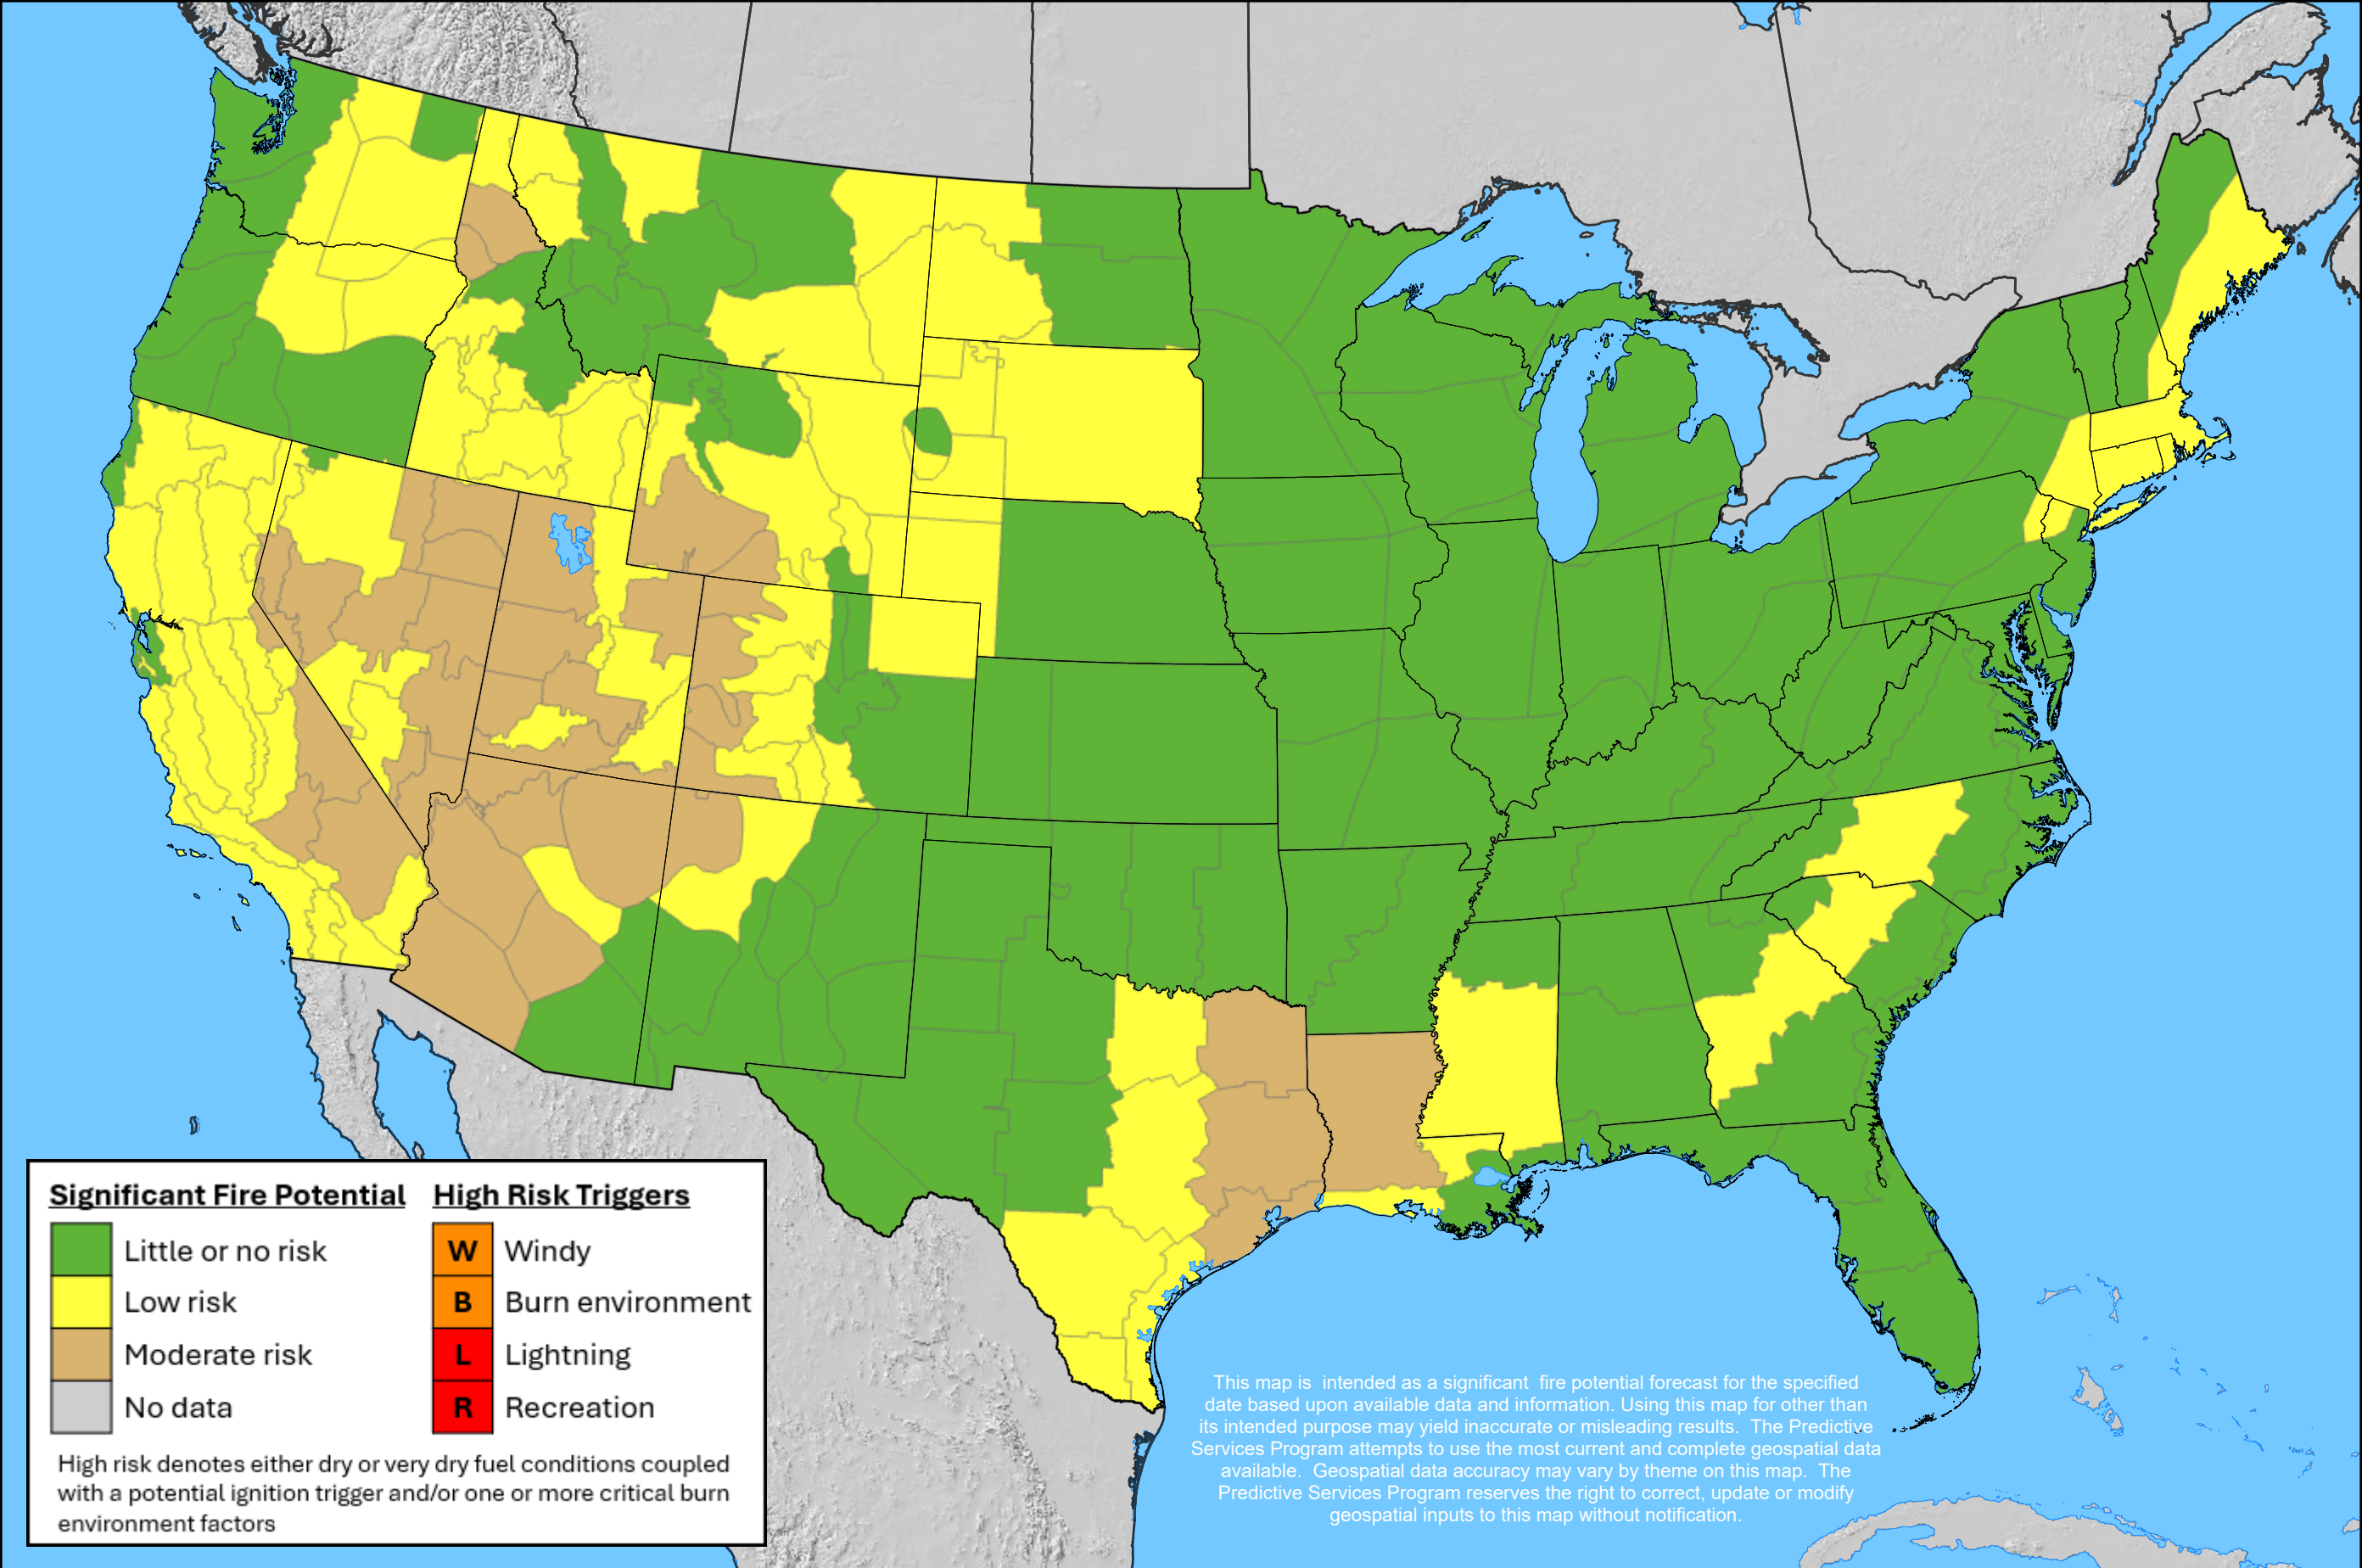 Significant Fire Potential
Little or no risk
Low risk
Moderate risk
No data
High Risk Triggers
W Windy
B Burn environment
L Lightning
R Recreation
High risk denotes either dry or very dry fuel conditions coupled
with a potential ignition trigger and/or one or more critical burn
environment factors
This map is intended as a significant fire potential forecast for the specified
date based upon available data and information. Using this map for other than
its intended purpose may yield inaccurate or misleading results. The Predictive
Services Program attempts to use the most current and complete geospatial data
available. Geospatial data accuracy may vary by theme on this map. The
Predictive Services Program reserves the right to correct, update or modify
geospatial inputs to this map without notification.